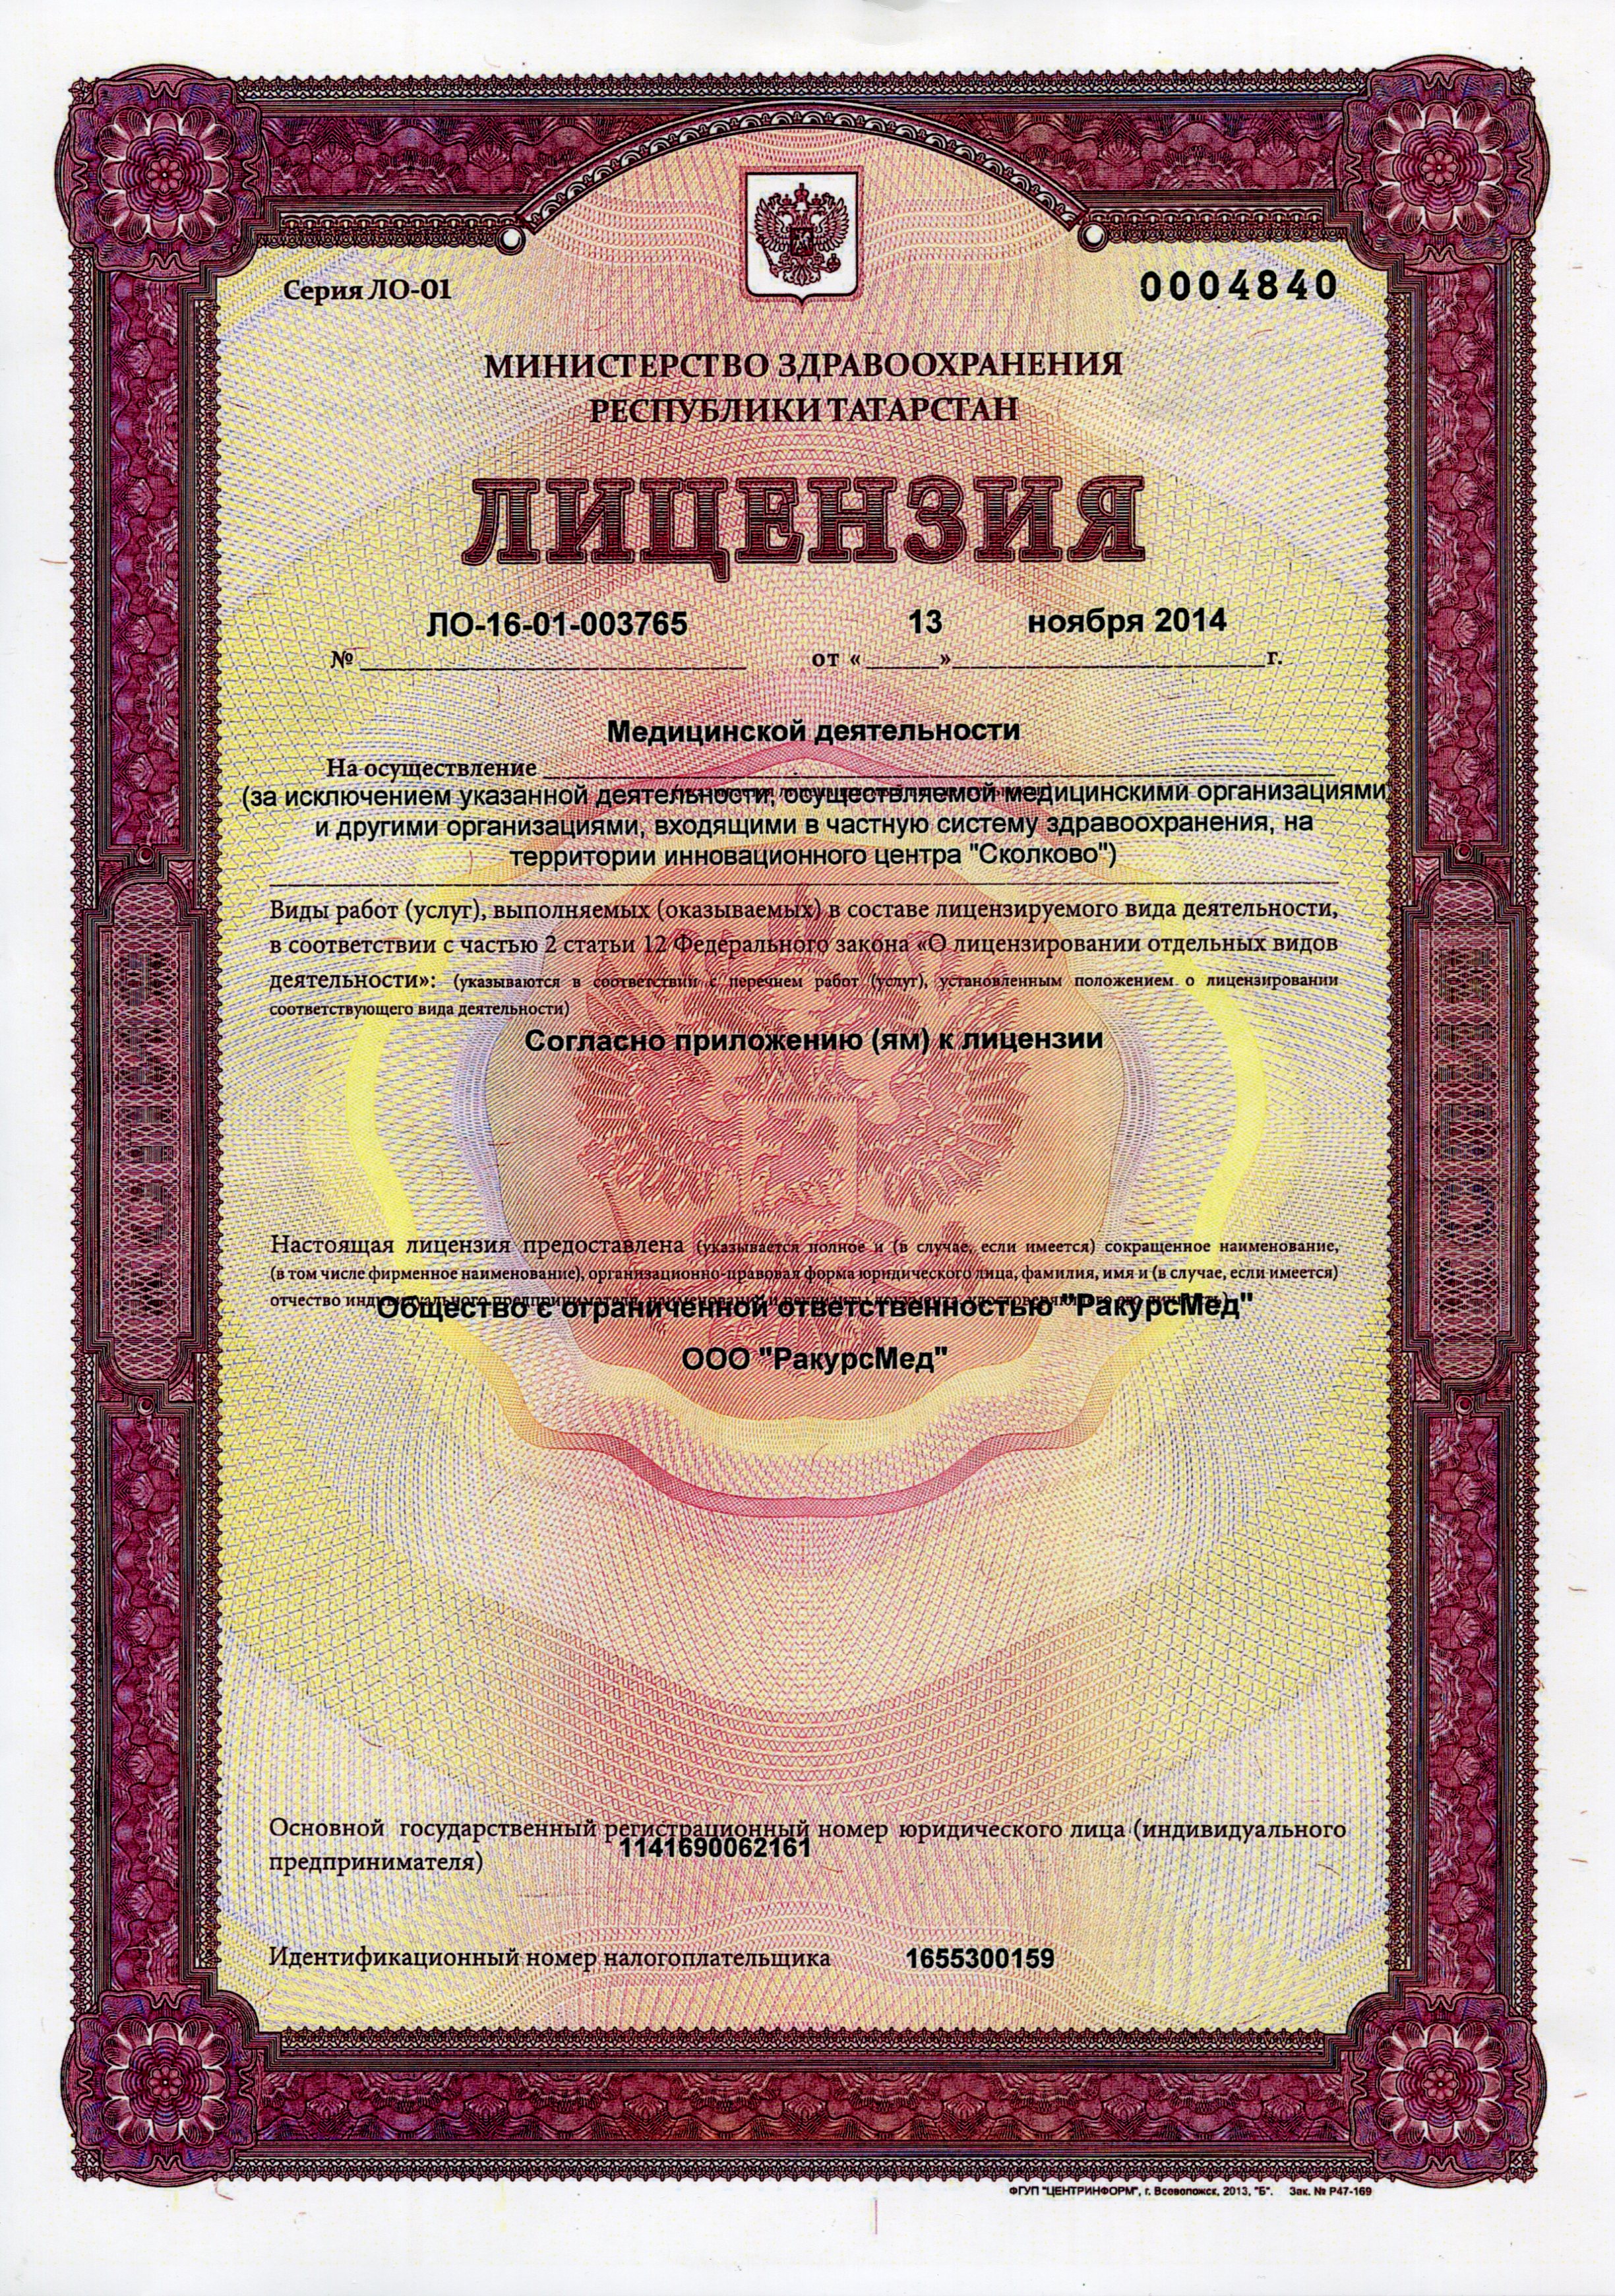 Серия ЛО-01
0004840
МИНИСТЕРСТВО ЗДРАВООХРАНЕНИЯ
РЕСПУБЛИКИ ТАТАРСТАН
ЛИЦЕНЗИЯ
ЛО-16-01-003765 13 ноября 2014
№ от « » г.
Медицинской деятельности
На осуществление
(за исключением указанной деятельности, осуществляемой медицинскими организациями
и другими организациями, входящими в частную систему здравоохранения, на
территории инновационного центра "Сколково")
Виды работ (услуг), выполняемых (оказываемых) в составе лицензируемого вида деятельности,
в соответствии с частью 2 статьи 12 Федерального закона «О лицензировании отдельных видов
деятельности»: (указываются в соответствии с перечнем работ (услуг), установленным положением о лицензировании
соответствующего вида деятельности)
Согласно приложению (ям) к лицензии
Настоящая лицензия предоставлена (указывается полное и (в случае, если имеется) сокращенное наименование,
(в том числе фирменное наименование), организационно-правовая форма юридического лица, фамилия, имя и (в случае, если имеется)
отчество
Общество с ограниченной ответственностью "РакурсМед"
ООО "РакурсМед"
Основной государственный регистрационный номер юридического лица (индивидуального
1141690062161
предпринимателя)
Идентификационный номер налогоплательщика 1655300159
ФГУП "ЦЕНТРИНФОРМ", г. Всеволожск, 2013, "Б". Зак. № Р47-169